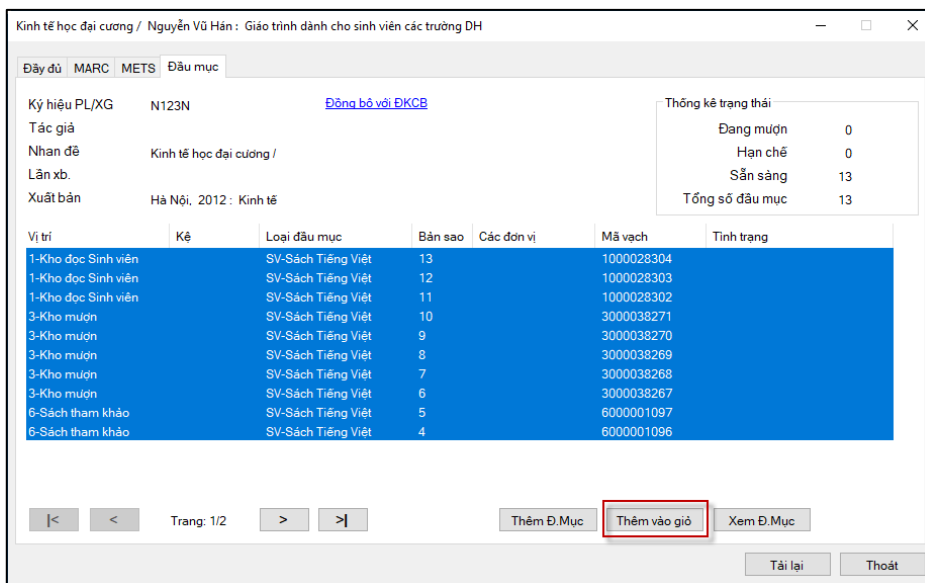 Kinh tế học đại cương / Nguyễn Vũ Hán : Giáo trình dành cho sinh viên các trường DH
Đầy đủ MARC METS Đầu mục
Ký hiệu PL/XG N123N Đồng bộ với ĐKCB
Tác giả
Nhan đề Kinh tế học đại cương /
Lần xb.
Xuất bản Hà Nội, 2012 : Kinh tế
Thống kê trạng thái
Đang mượn 0
Hạn chế 0
Sẵn sàng 13
Tổng số đầu mục 13
Vị trí Kệ Loại đầu mục Bản sao Các đơn vị Mã vạch Tình trạng
1-Kho đọc Sinh viên SV-Sách Tiếng Việt 13 1000028304
1-Kho đọc Sinh viên SV-Sách Tiếng Việt 12 1000028303
1-Kho đọc Sinh viên SV-Sách Tiếng Việt 11 1000028302
3-Kho mượn SV-Sách Tiếng Việt 10 3000038271
3-Kho mượn SV-Sách Tiếng Việt 9 3000038270
3-Kho mượn SV-Sách Tiếng Việt 8 3000038269
3-Kho mượn SV-Sách Tiếng Việt 7 3000038268
3-Kho mượn SV-Sách Tiếng Việt 6 3000038267
6-Sách tham khảo SV-Sách Tiếng Việt 5 6000001097
6-Sách tham khảo SV-Sách Tiếng Việt 4 6000001096
|< < Trang: 1/2 > >| Thêm Đ.Mục Thêm vào giỏ Xem Đ.Mục
Tải lại Thoát